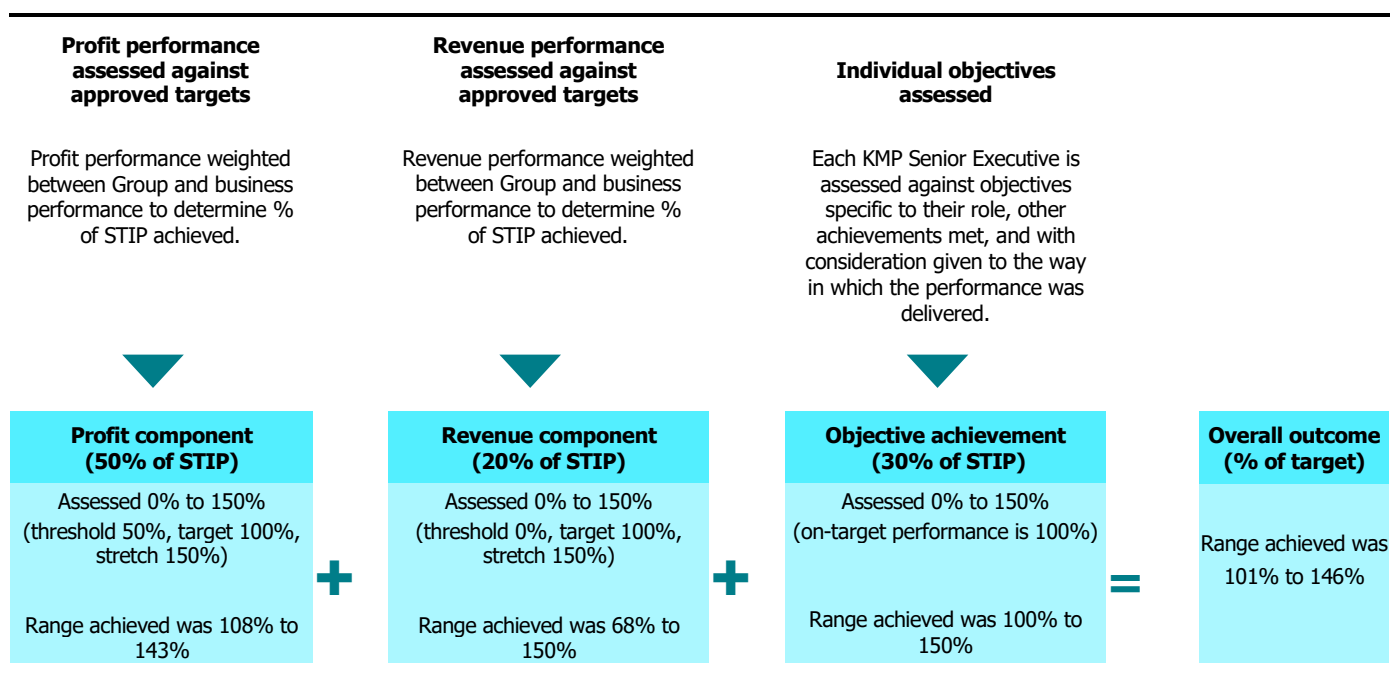 Profit performance
assessed against
approved targets
Profit performance weighted
between Group and business
performance to determine %
of STIP achieved.
Revenue performance
assessed against
approved targets
Revenue performance weighted
between Group and business
performance to determine %
of STIP achieved.
Individual objectives
assessed
Each KMP Senior Executive is
assessed against objectives
specific to their role, other
achievements met, and with
consideration given to the way
in which the performance was
delivered.
Profit component
(50% of STIP)
Assessed 0% to 150%
(threshold 50%, target 100%,
stretch 150%)
Range achieved was 108% to
143%
+
Revenue component
(20% of STIP)
Assessed 0% to 150%
(threshold 0%, target 100%,
stretch 150%)
Range achieved was 68% to
150%
+
Objective achievement
(30% of STIP)
Assessed 0% to 150%
(on-target performance is 100%)
Range achieved was 100% to
150%
=
Overall outcome
(% of target)
Range achieved was
101% to 146%